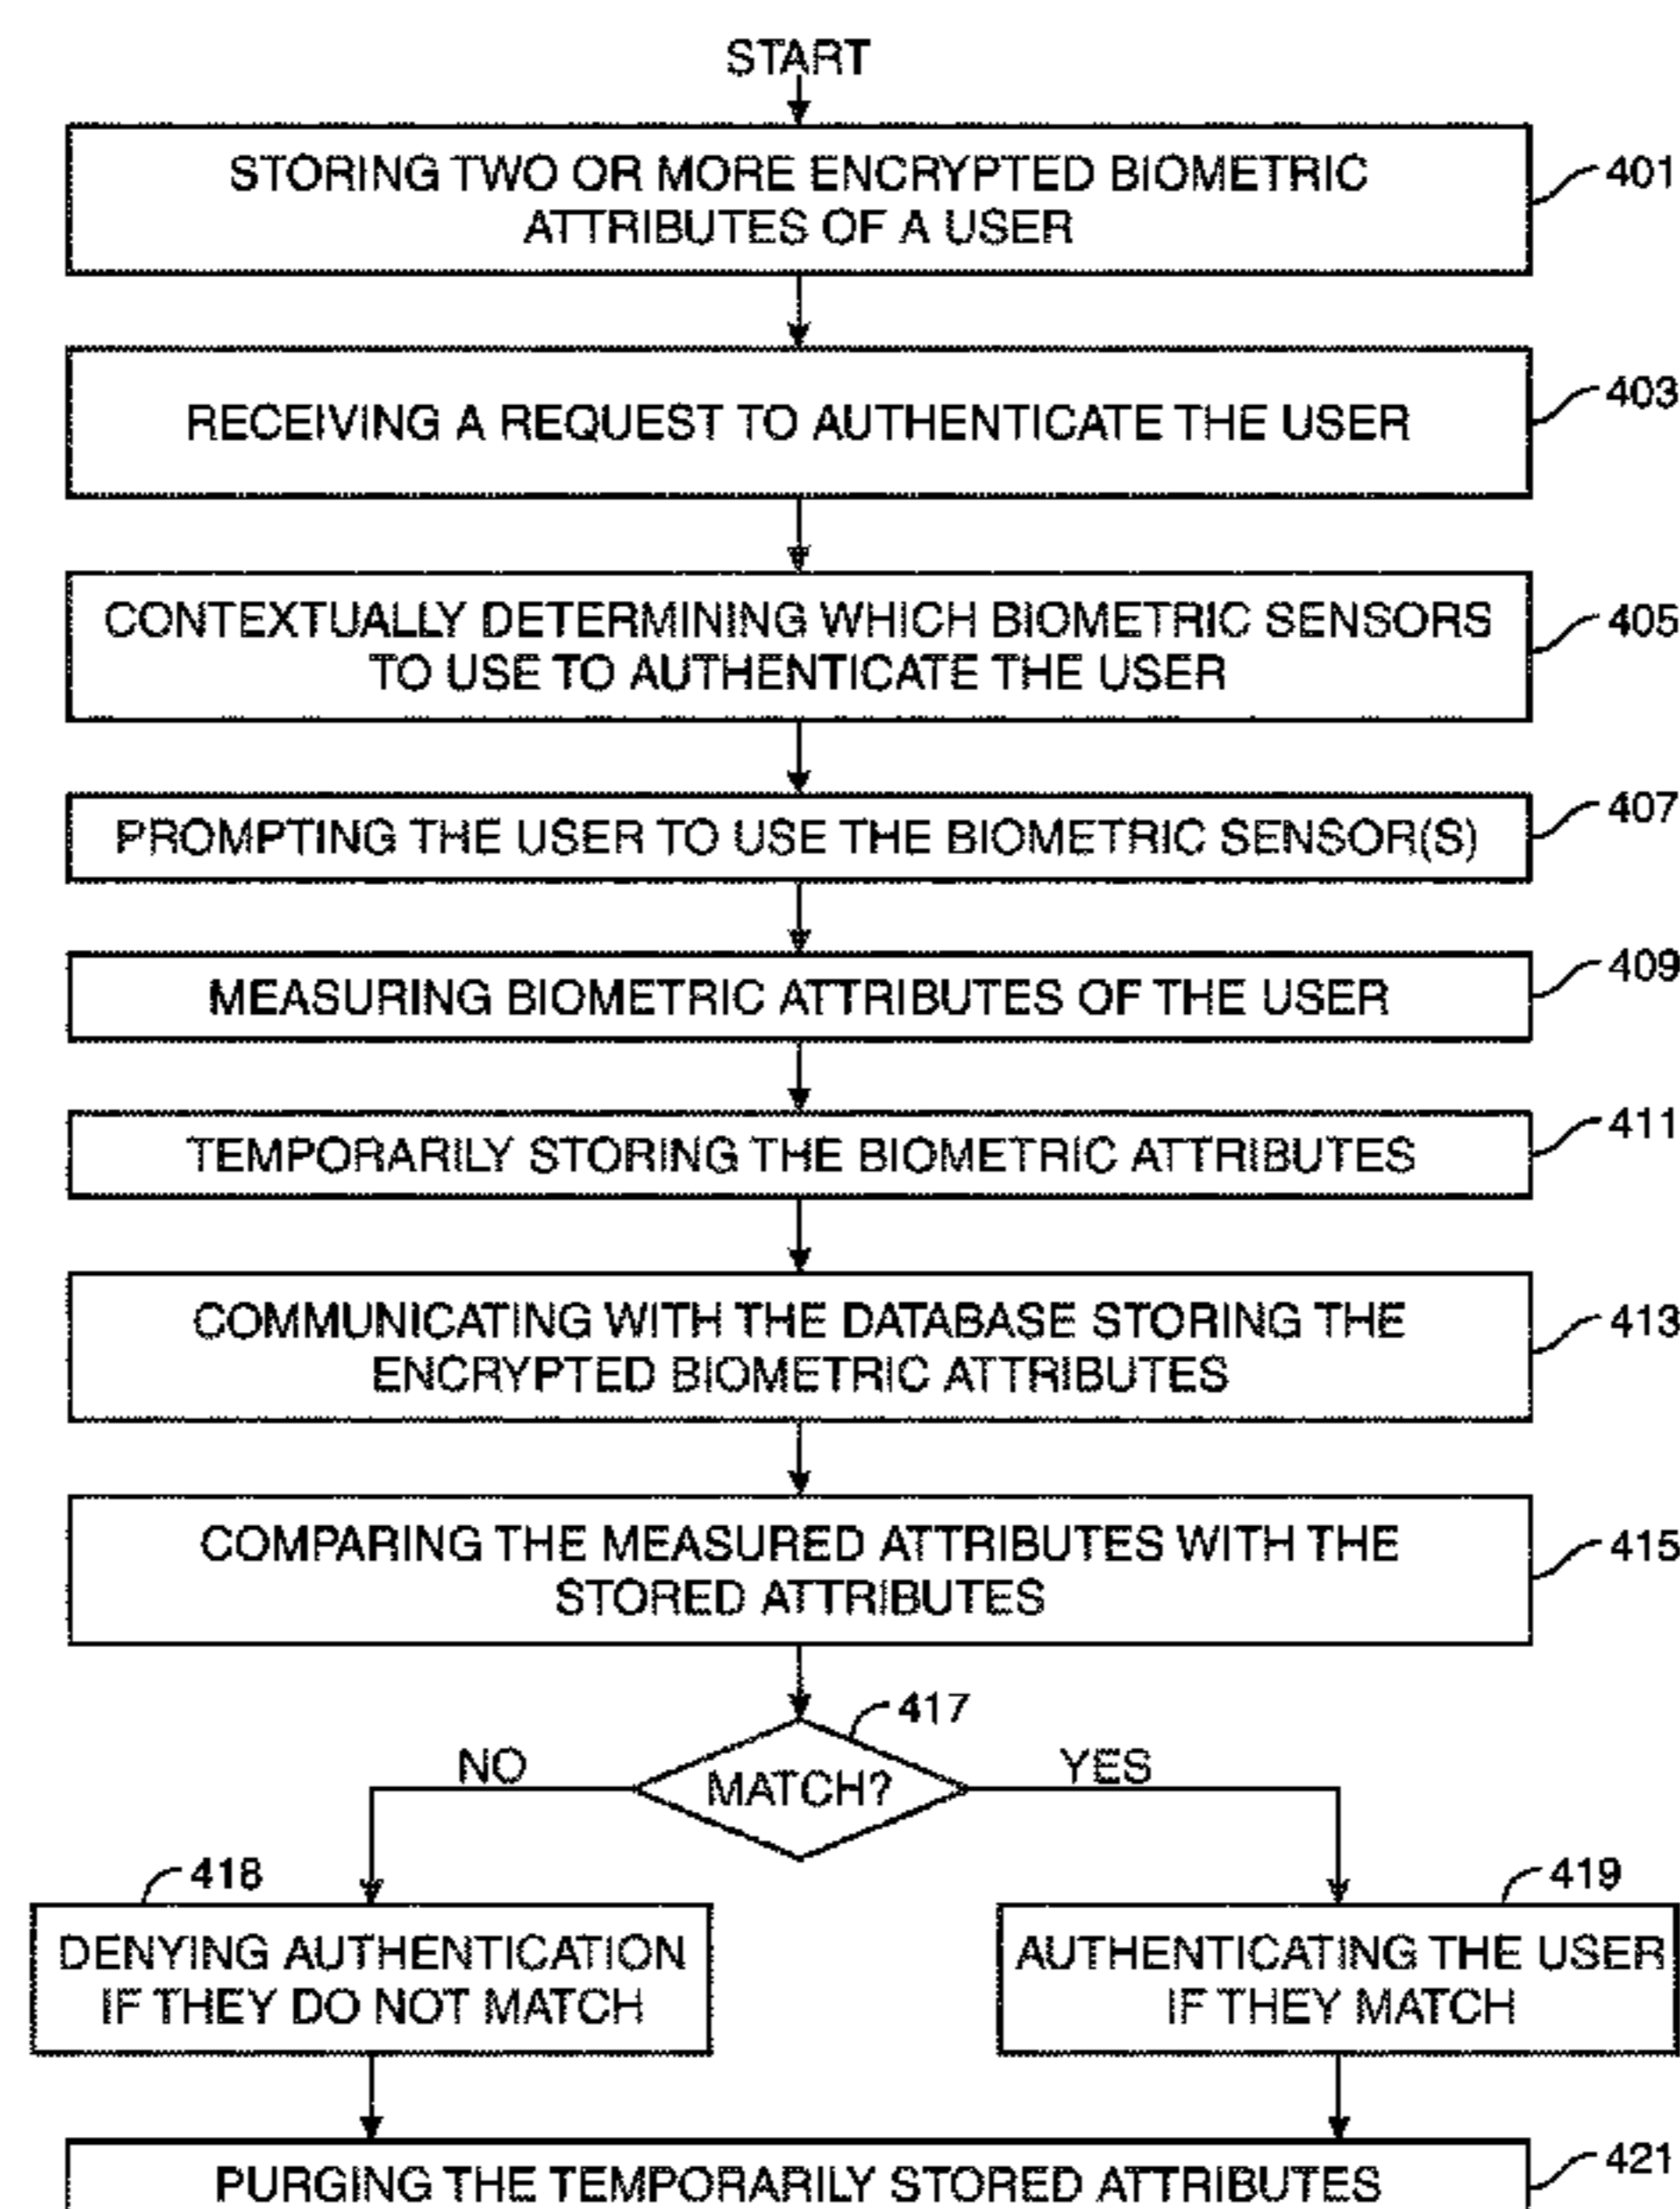 START
STORING TWO OR MORE ENCRYPTED BIOMETRIC
ATTRIBUTES OF A USER
401
RECEIVING A REQUEST TO AUTHENTICATE THE USER
403
CONTEXTUALLY DETERMINING WHICH BIOMETRIC SENSORS
TO USE TO AUTHENTICATE THE USER
405
PROMPTING THE USER TO USE THE BIOMETRIC SENSOR(S)
407
MEASURING BIOMETRIC ATTRIBUTES OF THE USER
409
TEMPORARILY STORING THE BIOMETRIC ATTRIBUTES
411
COMMUNICATING WITH THE DATABASE STORING THE
ENCRYPTED BIOMETRIC ATTRIBUTES
413
COMPARING THE MEASURED ATTRIBUTES WITH THE
STORED ATTRIBUTES
415
417
NO
MATCH?
YES
418
DENYING AUTHENTICATION
IF THEY DO NOT MATCH
419
AUTHENTICATING THE USER
IF THEY MATCH
PURGING THE TEMPORARILY STORED ATTRIBUTES
421